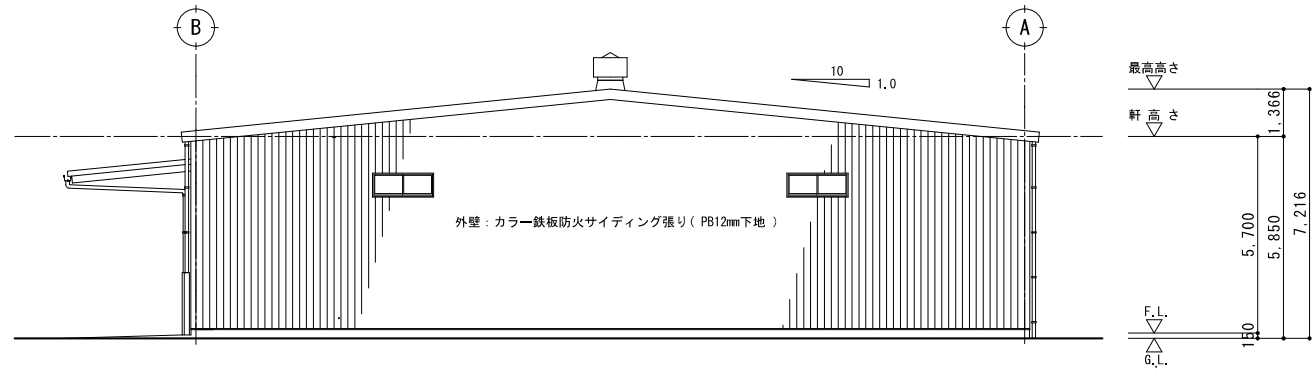 B
A
10
1.0
最高高さ
軒高さ
1,366
5,700
5,850
7,216
外壁：カラー鉄板防火サイディング張り( PB12mm下地 )
F.L.
150
G.L.